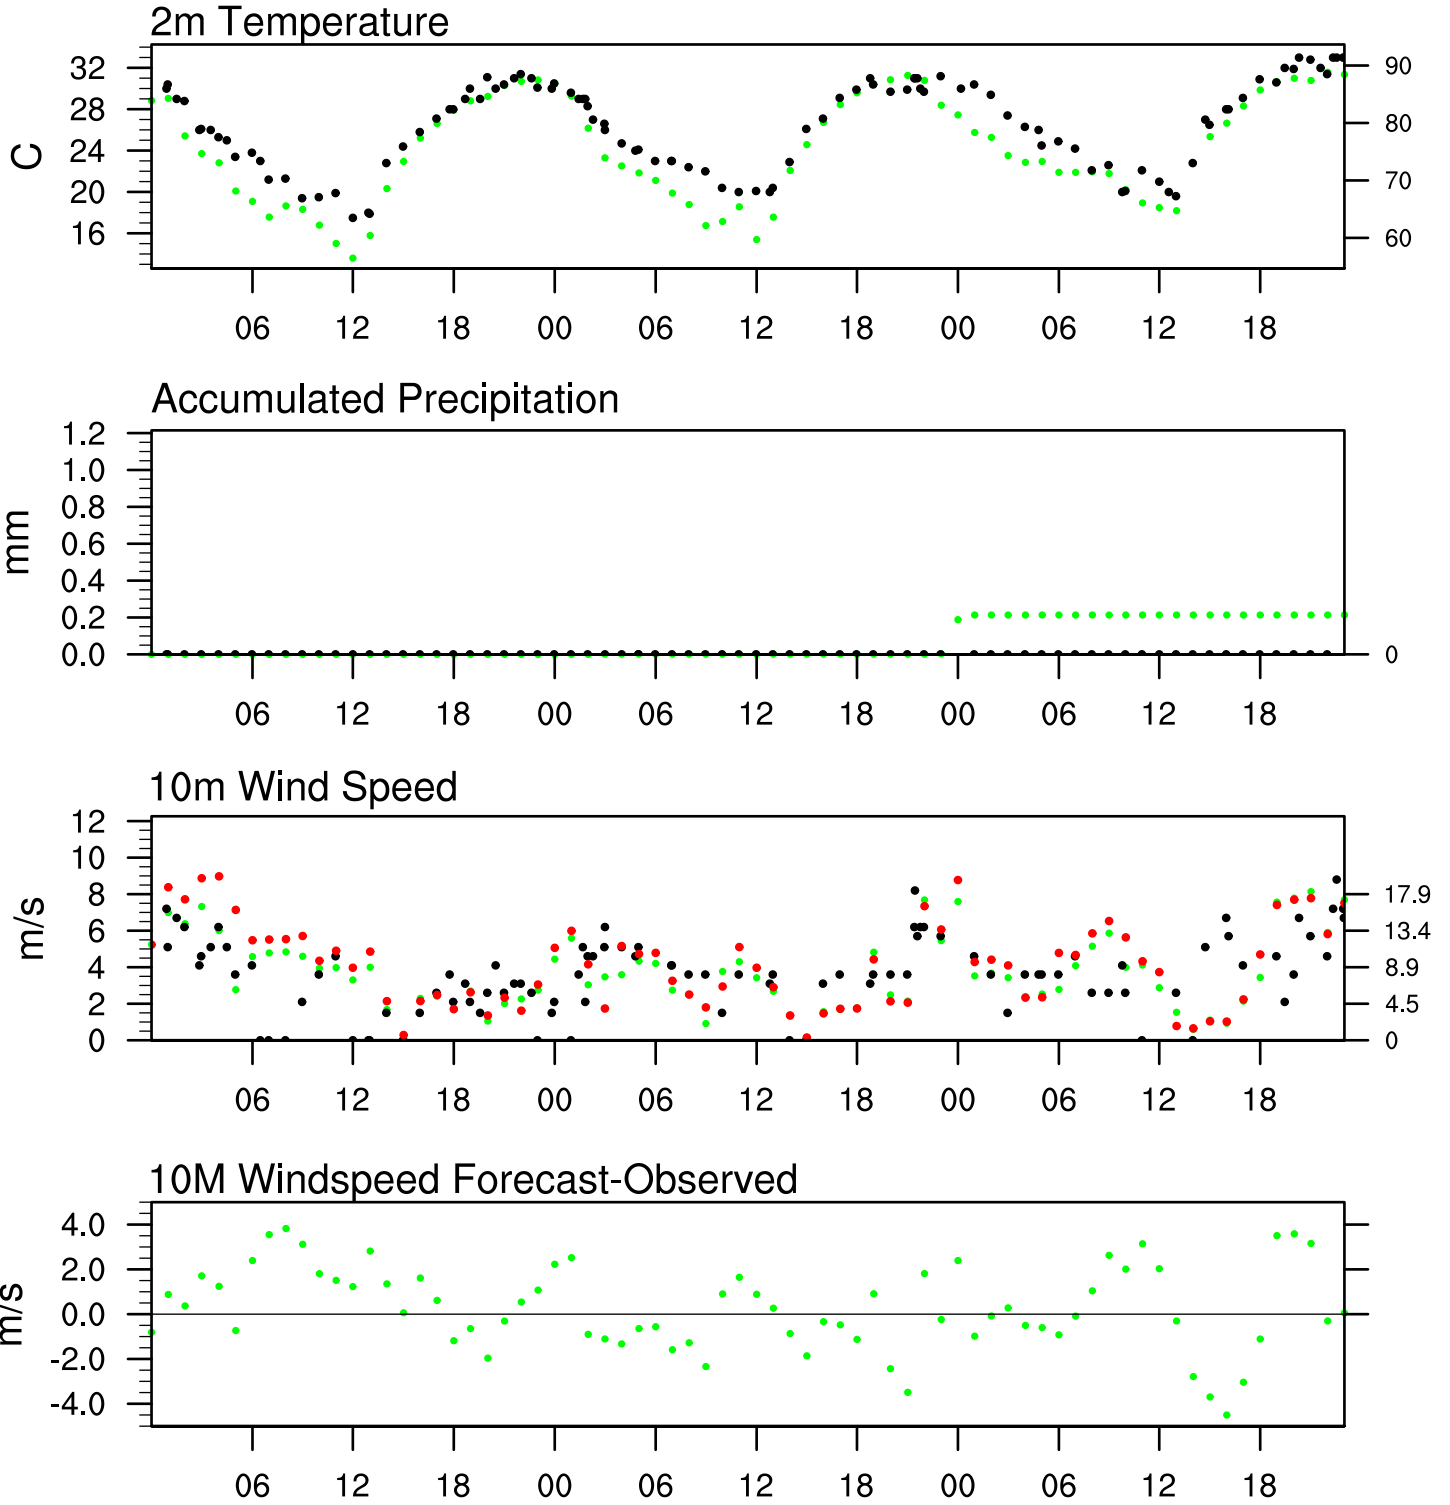 2m Temperature
32
28
24
20
16
C
90
80
70
60
06 12 18 00 06 12 18 00 06 12 18
Accumulated Precipitation
1.2
1.0
0.8
0.6
0.4
0.2
0.0
mm
0
06 12 18 00 06 12 18 00 06 12 18
10m Wind Speed
12
10
8
6
4
2
0
m/s
17.9
13.4
8.9
4.5
0
06 12 18 00 06 12 18 00 06 12 18
10M Windspeed Forecast-Observed
4.0
2.0
0.0
-2.0
-4.0
m/s
06 12 18 00 06 12 18 00 06 12 18